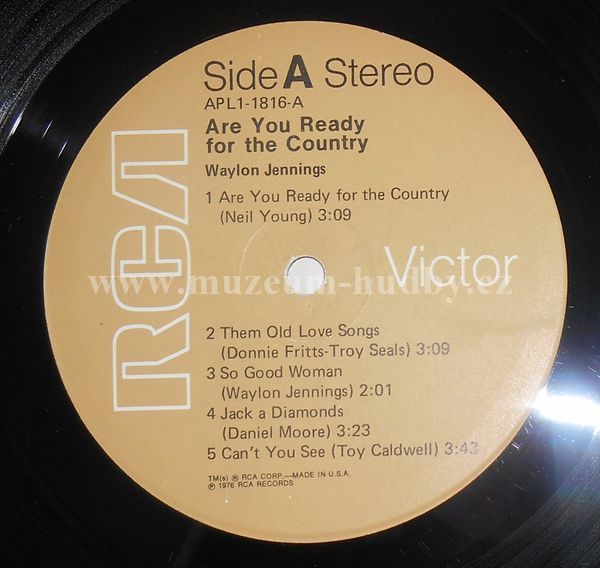 Side A Stereo
APL1-1816-A
Are You Ready
for the Country
Waylon Jennings
1 Are You Ready for the Country
(Neil Young) 3:09
RCA
Victor
www.muzeum-hudby.cz
2 Them Old Love Songs
(Donnie Fritts-Troy Seals) 3:09
3 So Good Woman
(Waylon Jennings) 2:01
4 Jack a Diamonds
(Daniel Moore) 3:23
5 Can't You See (Toy Caldwell) 3:43
TM(s) ® RCA CORP.—MADE IN U.S.A.
℗ 1976 RCA RECORDS